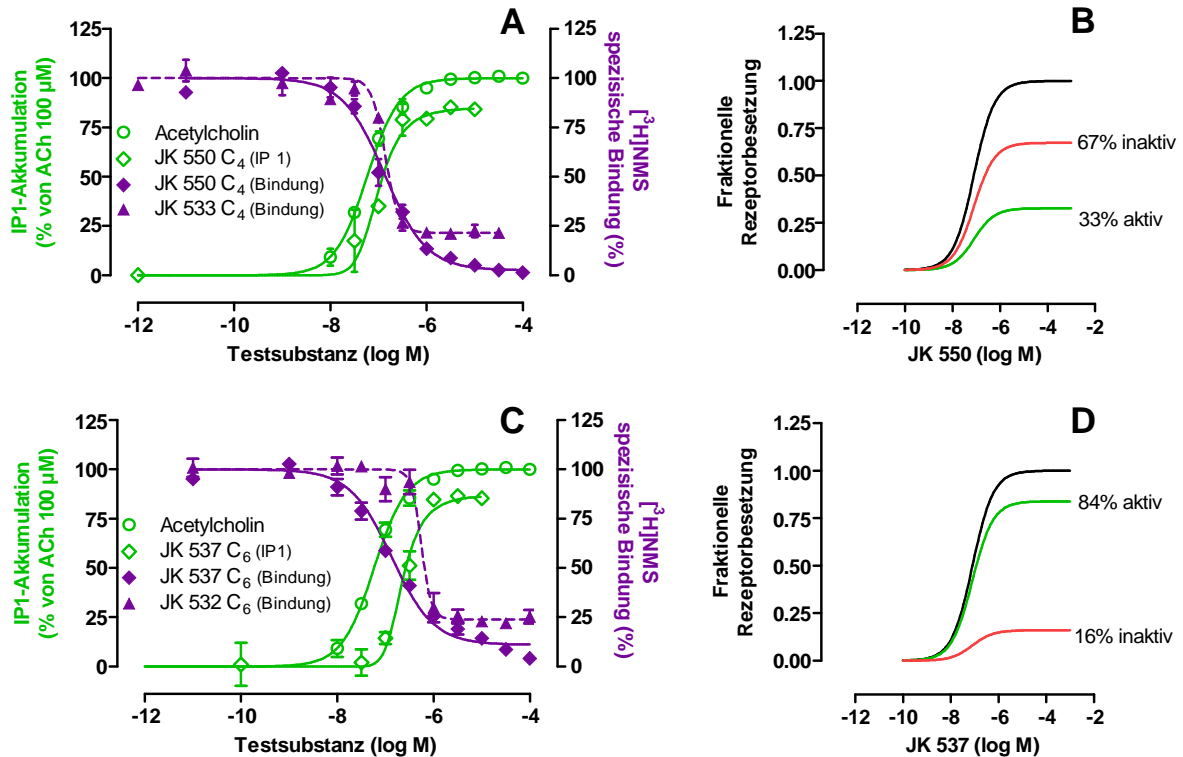 A
125
100
75
50
25
0
IP1-Akkumulation
(% von ACh 100 µM)
Acetylcholin
JK 550 C4 (IP 1)
JK 550 C4 (Bindung)
JK 533 C4 (Bindung)
125
100
75
50
25
0
[³H]NMS
spezisische Bindung (%)
-12 -10 -8 -6 -4
Testsubstanz (log M)
B
1.25
1.00
0.75
0.50
0.25
0.00
Fraktionelle
Rezeptorbesetzung
67% inaktiv
33% aktiv
-12 -10 -8 -6 -4 -2
JK 550 (log M)
C
125
100
75
50
25
0
IP1-Akkumulation
(% von ACh 100 µM)
Acetylcholin
JK 537 C6 (IP1)
JK 537 C6 (Bindung)
JK 532 C6 (Bindung)
125
100
75
50
25
0
[³H]NMS
spezisische Bindung (%)
-12 -10 -8 -6 -4
Testsubstanz (log M)
D
1.25
1.00
0.75
0.50
0.25
0.00
Fraktionelle
Rezeptorbesetzung
84% aktiv
16% inaktiv
-12 -10 -8 -6 -4 -2
JK 537 (log M)